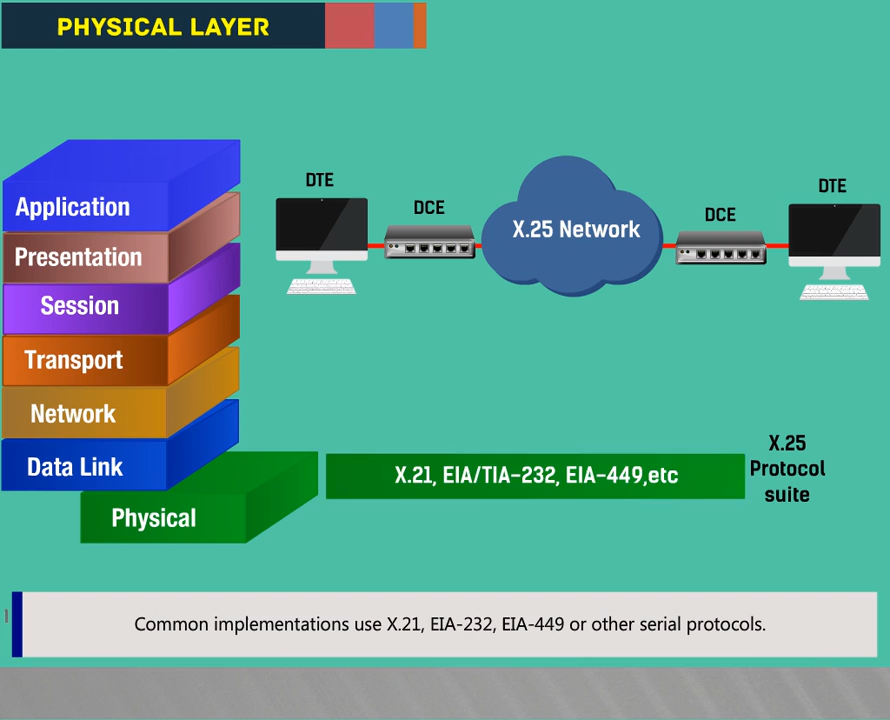 PHYSICAL LAYER
DTE
DCE
X.25 Network
DCE
DTE
Application
Presentation
Session
Transport
Network
Data Link
Physical
X.21, EIA/TIA-232, EIA-449,etc
X.25
Protocol
suite
Common implementations use X.21, EIA-232, EIA-449 or other serial protocols.